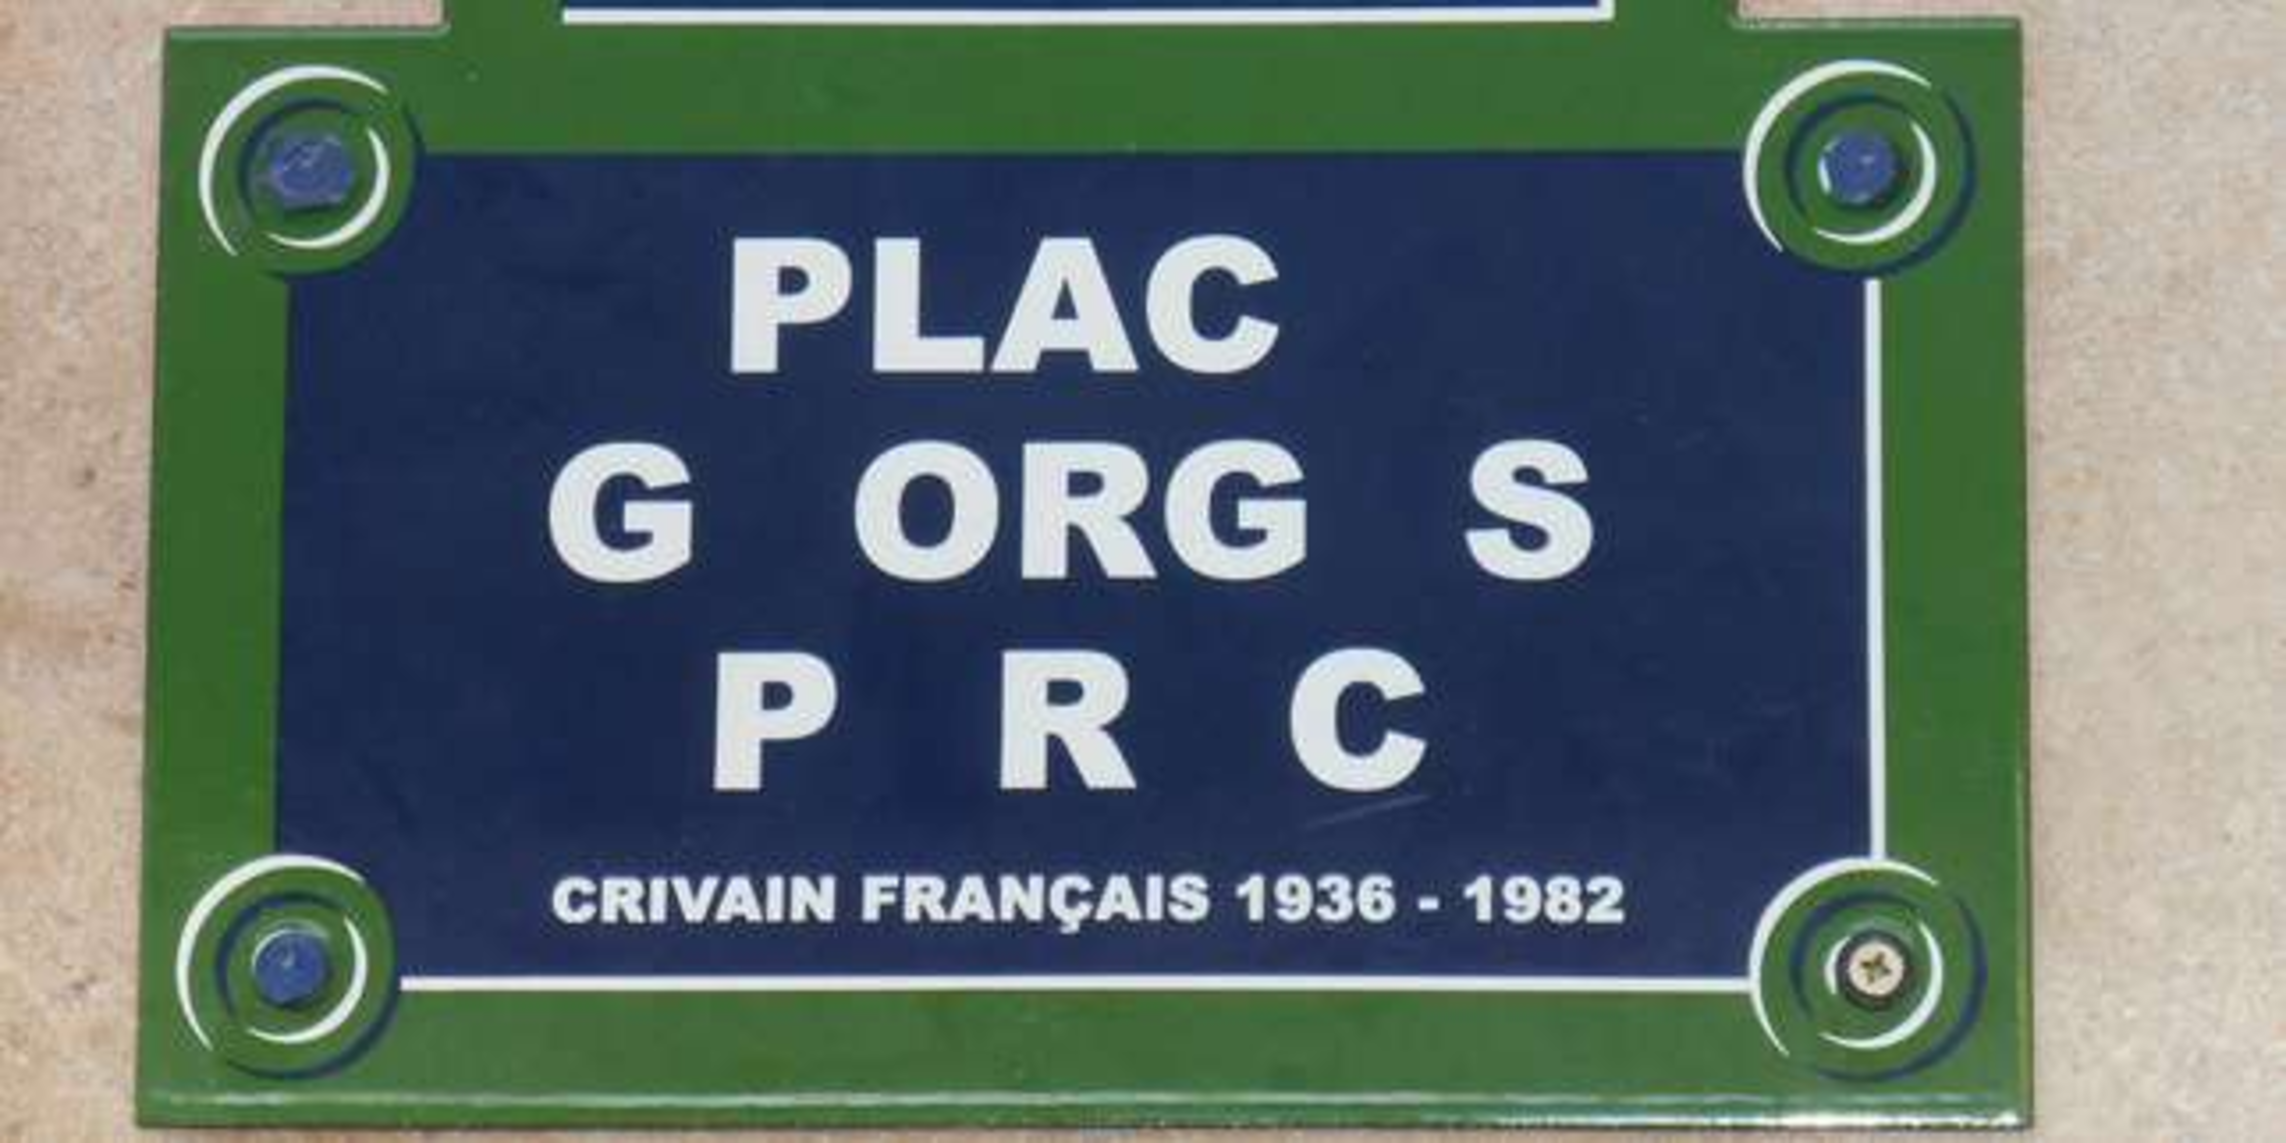 PLAC
G ORG S
P R C
CRIVAIN FRANÇAIS 1936 - 1982